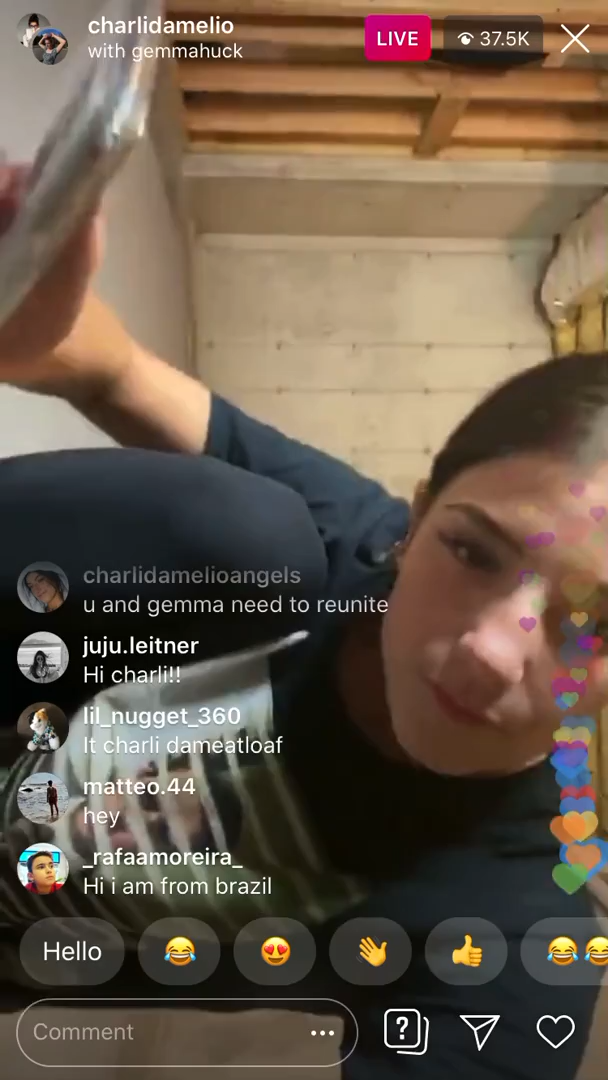 charlidamelio
with gemmahuck
LIVE
37.5K
charlidamelioangels
u and gemma need to reunite
juju.leitner
Hi charli!!
lil_nugget_360
It charli dameatloaf
matteo.44
hey
_rafaamoreira_
Hi i am from brazil
Hello
Comment
?